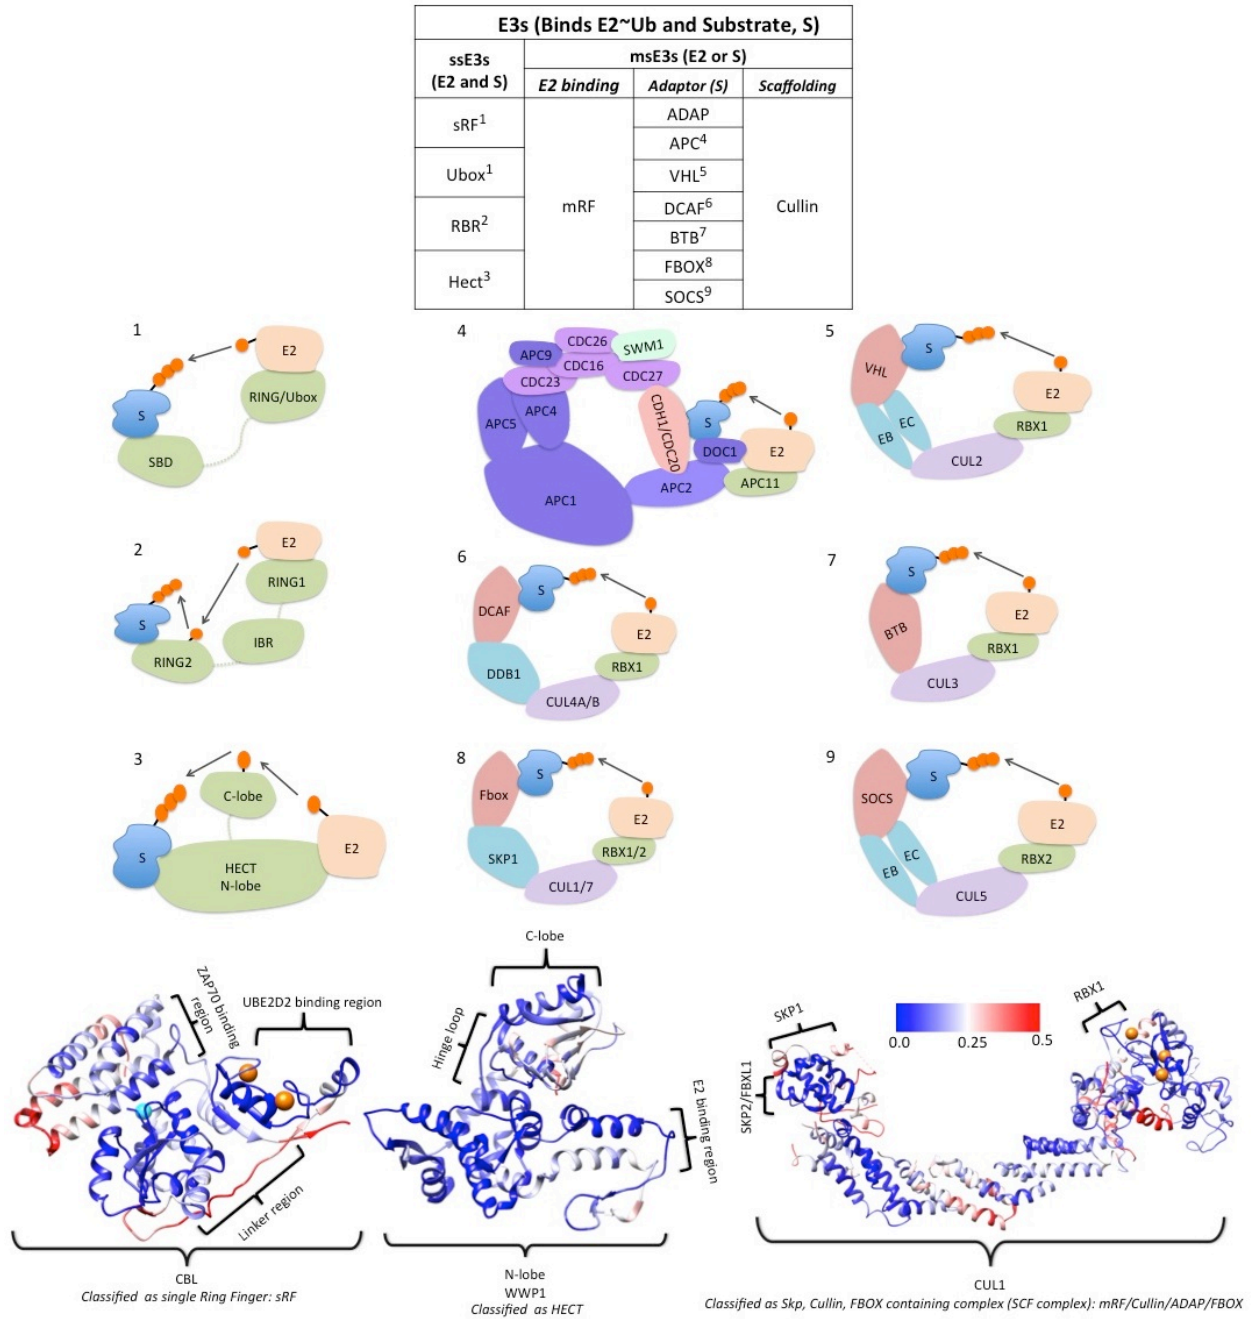 E3s (Binds E2~Ub and Substrate, S)
ssE3s
(E2 and S)
msE3s (E2 or S)
E2 binding
Adaptor (S)
Scaffolding
sRF1
Ubox1
RBR2
Hect3
mRF
ADAP
APC4
VHL5
DCAF6
BTB7
FBOX8
SOCS9
Cullin
1
E2
RING/Ubox
S
SBD
4
CDC26
SWM1
APC9
CDC16
CDC23
CDC27
APC5
APC4
CDH1/CDC20
S
DOC1
E2
APC1
APC2
APC11
5
VHL
S
E2
EB
EC
RBX1
CUL2
2
E2
RING1
S
IBR
RING2
6
DCAF
S
E2
DDB1
RBX1
CUL4A/B
7
S
E2
BTB
RBX1
CUL3
3
C-lobe
S
E2
HECT
N-lobe
8
Fbox
S
E2
SKP1
RBX1/2
CUL1/7
9
SOCS
S
E2
EB
EC
RBX2
CUL5
ZAP70 binding
region
UBE2D2 binding region
Linker region
CBL
Classified as single Ring Finger: sRF
C-lobe
Hinge loop
E2 binding region
N-lobe
WWP1
Classified as HECT
SKP1
SKP2/FBXL1
0.0
0.25
0.5
RBX1
CUL1
Classified as Skp, Cullin, FBOX containing complex (SCF complex): mRF/Cullin/ADAP/FBOX